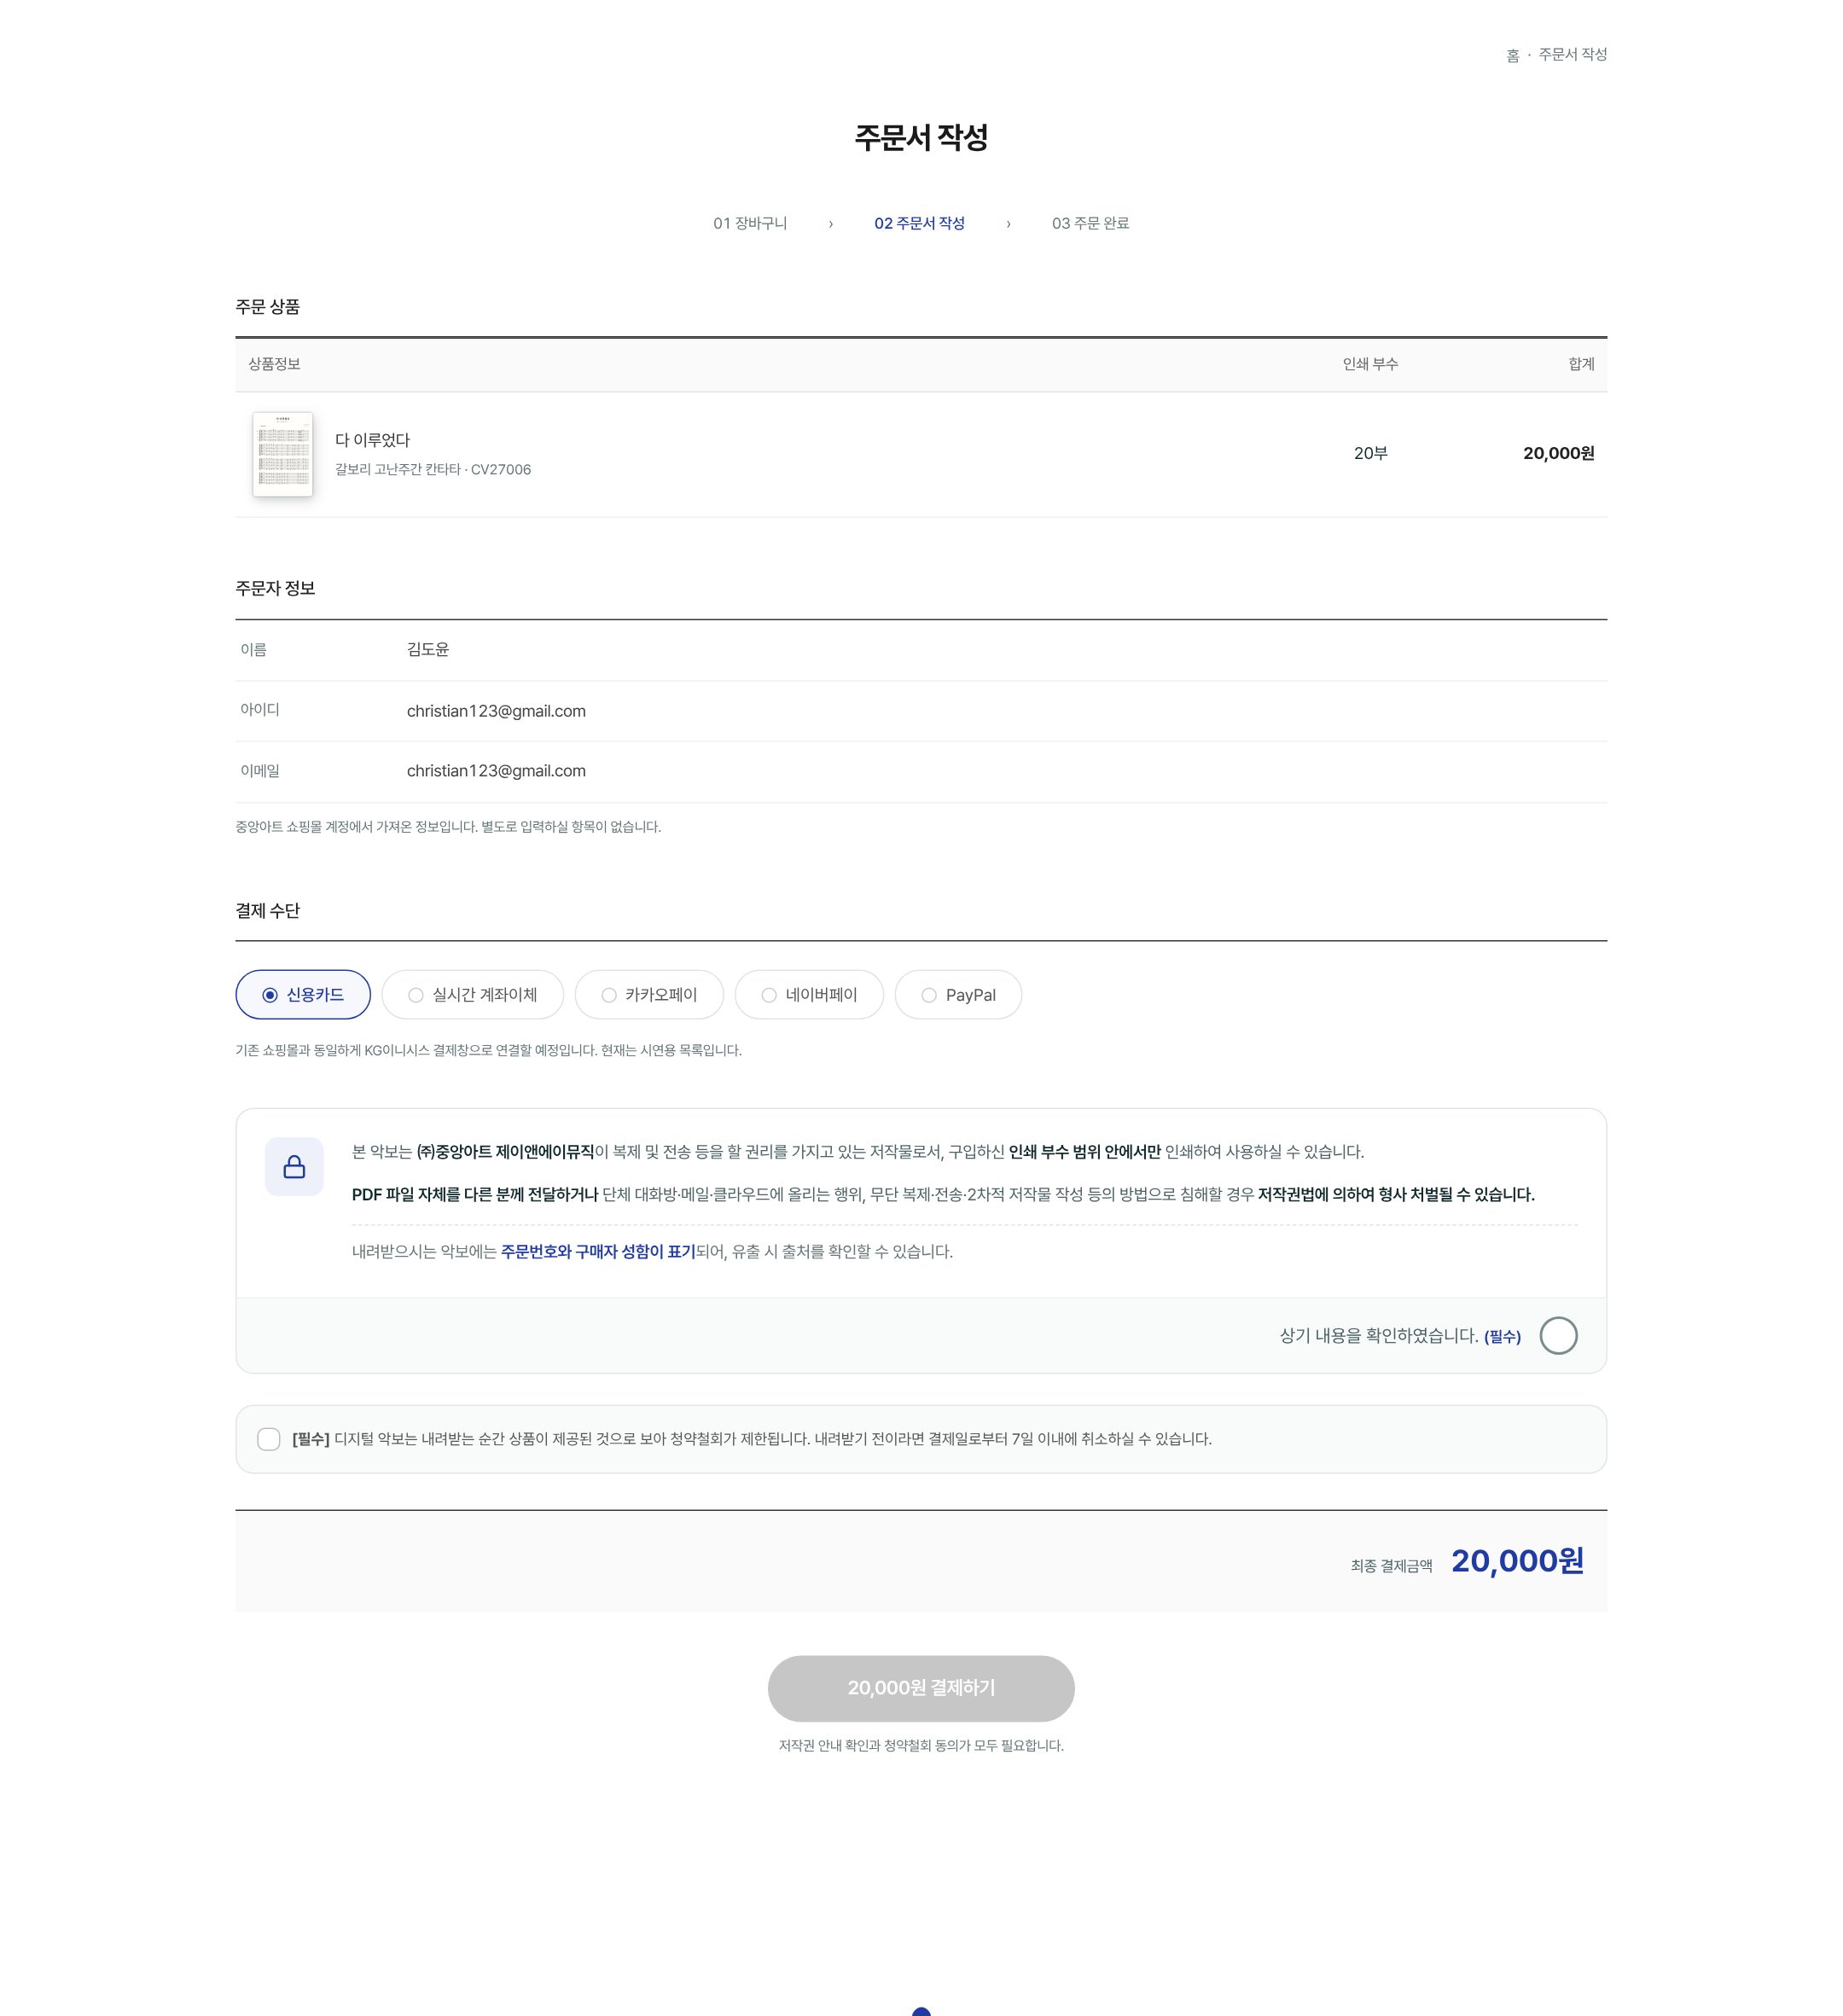 홈 · 주문서 작성
주문서 작성
01 장바구니 › 02 주문서 작성 › 03 주문 완료
주문 상품
상품정보 인쇄 부수 합계
다 이루었다
갈보리 고난주간 칸타타 · CV27006
20부 20,000원
주문자 정보
이름 김도윤
아이디 christian123@gmail.com
이메일 christian123@gmail.com
중앙아트 쇼핑몰 계정에서 가져온 정보입니다. 별도로 입력하실 항목이 없습니다.
결제 수단
신용카드 실시간 계좌이체 카카오페이 네이버페이 PayPal
기존 쇼핑몰과 동일하게 KG이니시스 결제창으로 연결할 예정입니다. 현재는 시연용 목록입니다.
본 악보는 ㈜중앙아트 제이앤에이뮤직이 복제 및 전송 등을 할 권리를 가지고 있는 저작물로서, 구입하신 인쇄 부수 범위 안에서만 인쇄하여 사용하실 수 있습니다.
PDF 파일 자체를 다른 분께 전달하거나 단체 대화방·메일·클라우드에 올리는 행위, 무단 복제·전송·2차적 저작물 작성 등의 방법으로 침해할 경우 저작권법에 의하여 형사 처벌될 수 있습니다.
내려받으시는 악보에는 주문번호와 구매자 성함이 표기되어, 유출 시 출처를 확인할 수 있습니다.
상기 내용을 확인하였습니다. (필수)
[필수] 디지털 악보는 내려받는 순간 상품이 제공된 것으로 보아 청약철회가 제한됩니다. 내려받기 전이라면 결제일로부터 7일 이내에 취소하실 수 있습니다.
최종 결제금액 20,000원
20,000원 결제하기
저작권 안내 확인과 청약철회 동의가 모두 필요합니다.